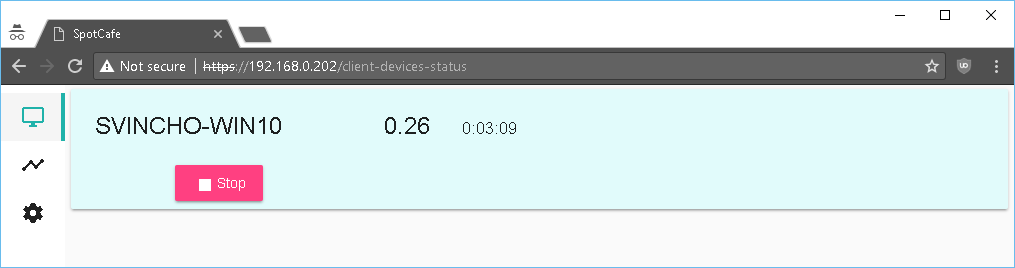 SpotCafe
Not secure | https://192.168.0.202/client-devices-status
SVINCHO-WIN10 0.26 0:03:09
Stop